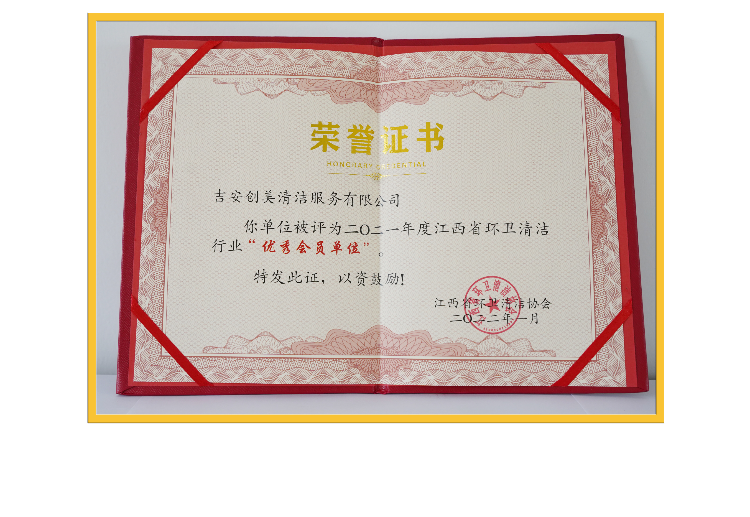 荣誉证书
HONORARY CREDENTIAL
吉安创美清洁服务有限公司
你单位被评为二〇二一年度江西省环卫清洁
行业“优秀会员单位”。
特发此证，以资鼓励！
江西省环卫清洁协会
二〇二二年一月